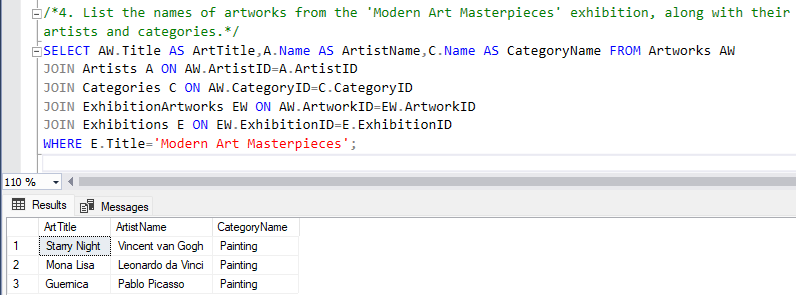 /*4. List the names of artworks from the 'Modern Art Masterpieces' exhibition, along with their
artists and categories.*/
SELECT AW.Title AS ArtTitle,A.Name AS ArtistName,C.Name AS CategoryName FROM Artworks AW
JOIN Artists A ON AW.ArtistID=A.ArtistID
JOIN Categories C ON AW.CategoryID=C.CategoryID
JOIN ExhibitionArtworks EW ON AW.ArtworkID=EW.ArtworkID
JOIN Exhibitions E ON EW.ExhibitionID=E.ExhibitionID
WHERE E.Title='Modern Art Masterpieces';
110 %
Results Messages
ArtTitle ArtistName CategoryName
1 Starry Night Vincent van Gogh Painting
2 Mona Lisa Leonardo da Vinci Painting
3 Guernica Pablo Picasso Painting